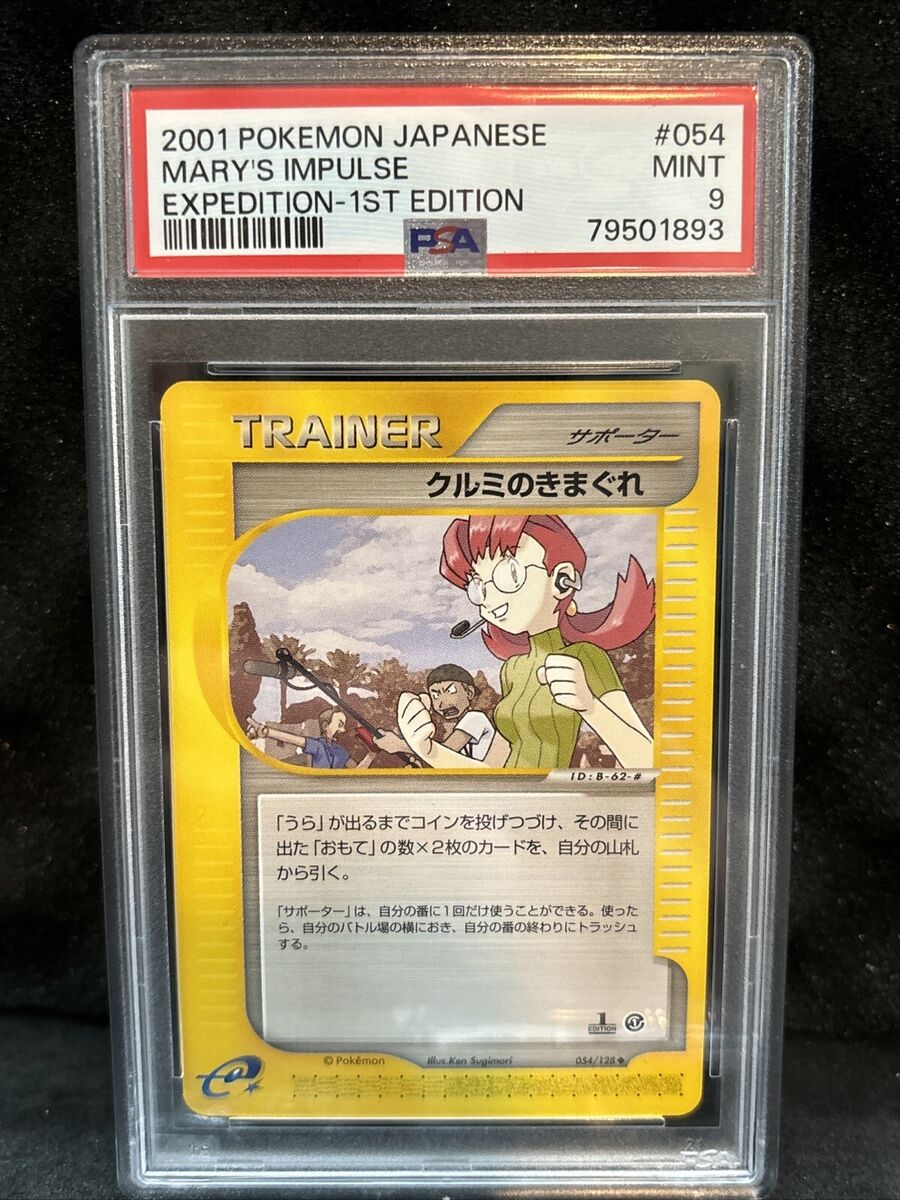 2001 POKEMON JAPANESE #054
MARY'S IMPULSE MINT
EXPEDITION-1ST EDITION 9
79501893
PSA
TRAINER サポーター
クルミのきまぐれ
ID:B-62-#
「うら」が出るまでコインを投げつづけ、その間に
出た「おもて」の数×2枚のカードを、自分の山札
から引く。
「サポーター」は、自分の番に1回だけ使うことができる。使った
ら、自分のバトル場の横におき、自分の番の終わりにトラッシュ
する。
1
EDITION
© Pokémon Illus.Ken Sugimori 054/128◆
e
PSA